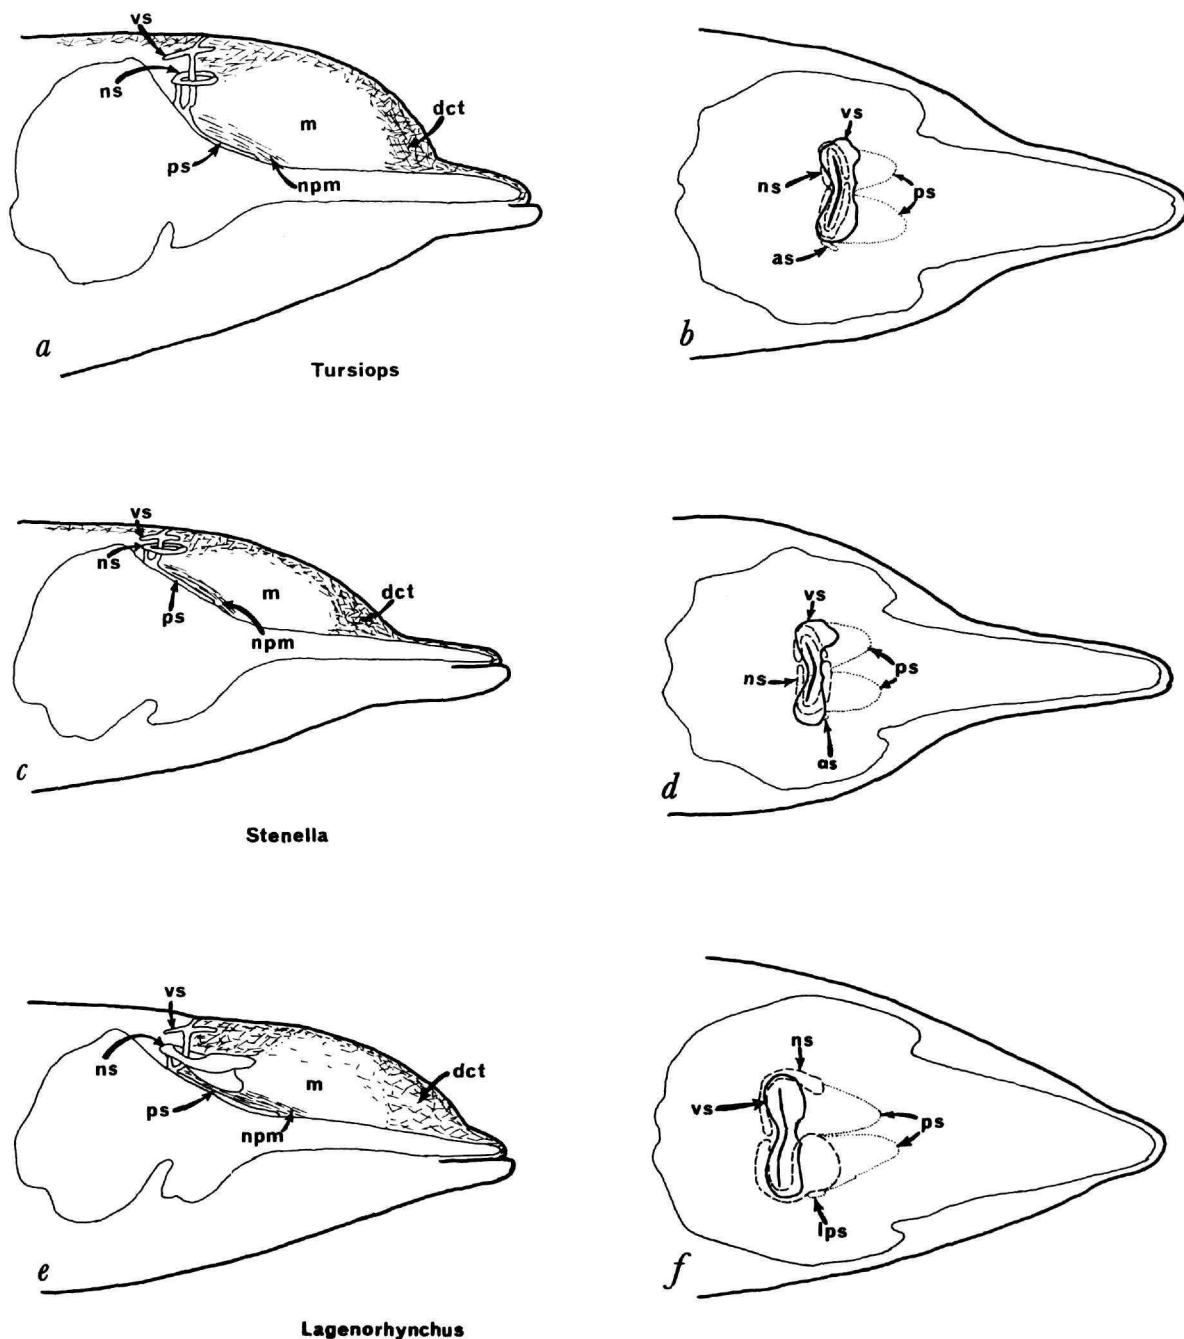 vs
ns
m
dct
ps
npm
a
Tursiops
vs
ns
ps
as
b
vs
ns
m
dct
ps
npm
c
Stenella
vs
ps
ns
as
d
vs
ns
m
dct
ps
npm
e
Lagenorhynchus
ns
vs
ps
lps
f